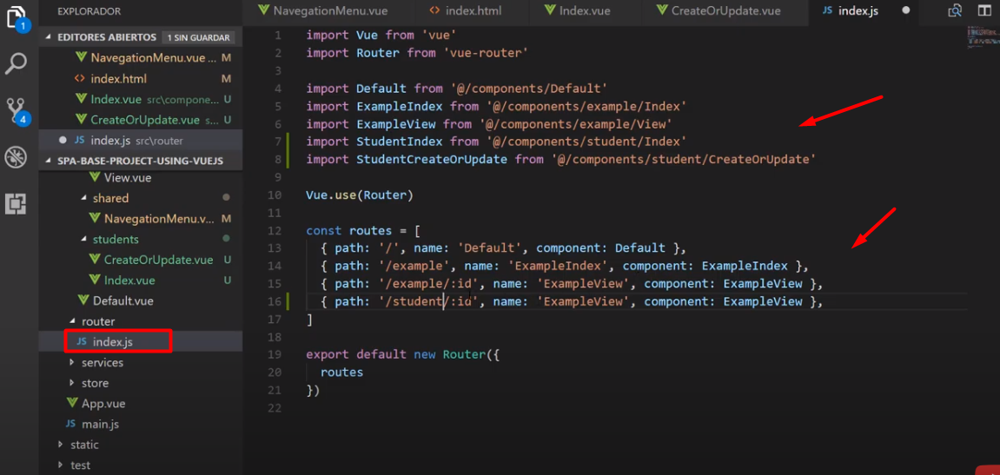 EXPLORADOR
EDITORES ABIERTOS 1 SIN GUARDAR
NavegationMenu.vue ... M
index.html M
Index.vue src\compone... U
CreateOrUpdate.vue s... U
JS index.js src\router
SPA-BASE-PROJECT-USING-VUEJS
View.vue
shared
NavegationMenu.v... M
students
CreateOrUpdate.vue U
Index.vue U
Default.vue
router
JS index.js
services
store
App.vue
JS main.js
static
test
1
4
NavegationMenu.vue index.html Index.vue CreateOrUpdate.vue JS index.js
1 import Vue from 'vue'
2 import Router from 'vue-router'
3
4 import Default from '@/components/Default'
5 import ExampleIndex from '@/components/example/Index'
6 import ExampleView from '@/components/example/View'
7 import StudentIndex from '@/components/student/Index'
8 import StudentCreateOrUpdate from '@/components/student/CreateOrUpdate'
9
10 Vue.use(Router)
11
12 const routes = [
13 { path: '/', name: 'Default', component: Default },
14 { path: '/example', name: 'ExampleIndex', component: ExampleIndex },
15 { path: '/example/:id', name: 'ExampleView', component: ExampleView },
16 { path: '/student/:id', name: 'ExampleView', component: ExampleView },
17 ]
18
19 export default new Router({
20 routes
21 })
22